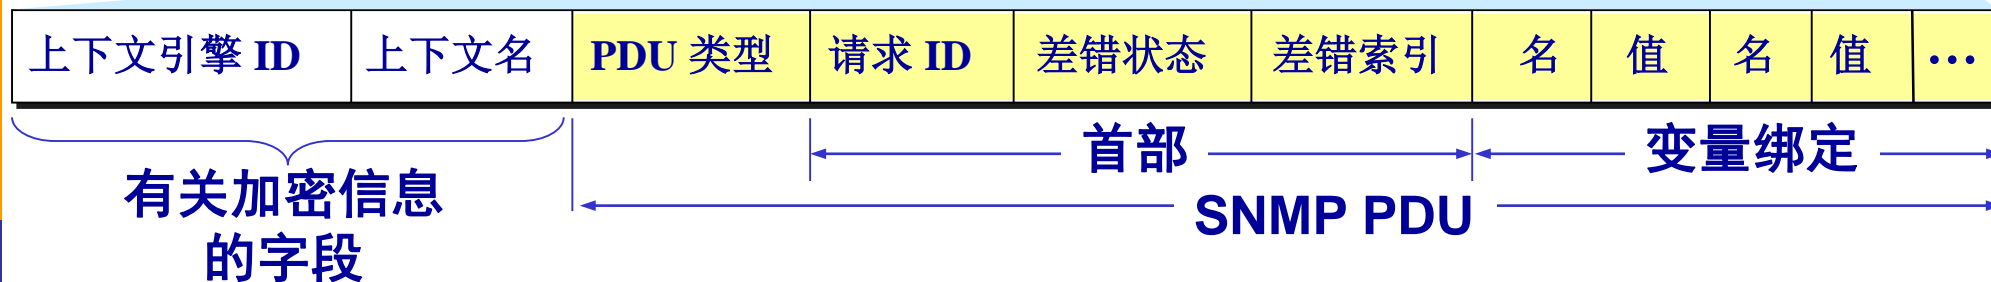 上下文引擎 ID 上下文名 PDU 类型 请求 ID 差错状态 差错索引 名 值 名 值 …
首部 变量绑定
有关加密信息
的字段
SNMP PDU